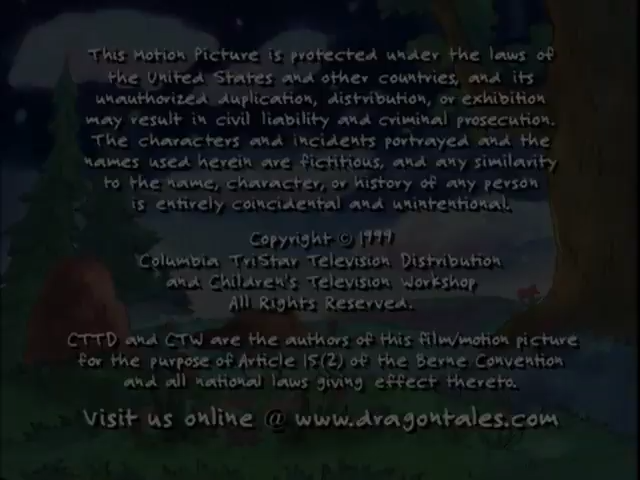 This Motion Picture is protected under the laws of
the United States and other countries, and its
unauthorized duplication, distribution, or exhibition
may result in civil liability and criminal prosecution.
The characters and incidents portrayed and the
names used herein are fictitious, and any similarity
to the name, character, or history of any person
is entirely coincidental and unintentional.
Copyright © 1999
Columbia TriStar Television Distribution
and Children's Television Workshop
All Rights Reserved.
CTTD and CTW are the authors of this film/motion picture
for the purpose of Article 15(2) of the Berne Convention
and all national laws giving effect thereto.
Visit us online @ www.dragontales.com